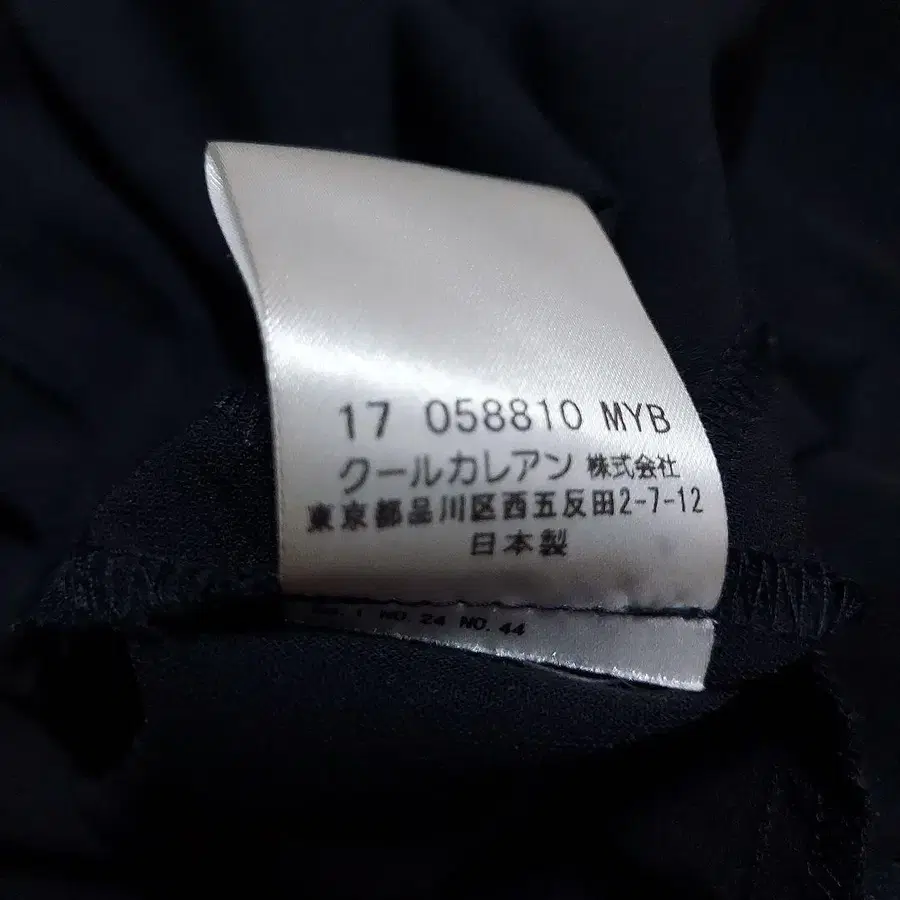 17 058810 MYB
クールカレアン 株式会社
東京都品川区西五反田2-7-12
日本製
1 NO. 24 NO. 44